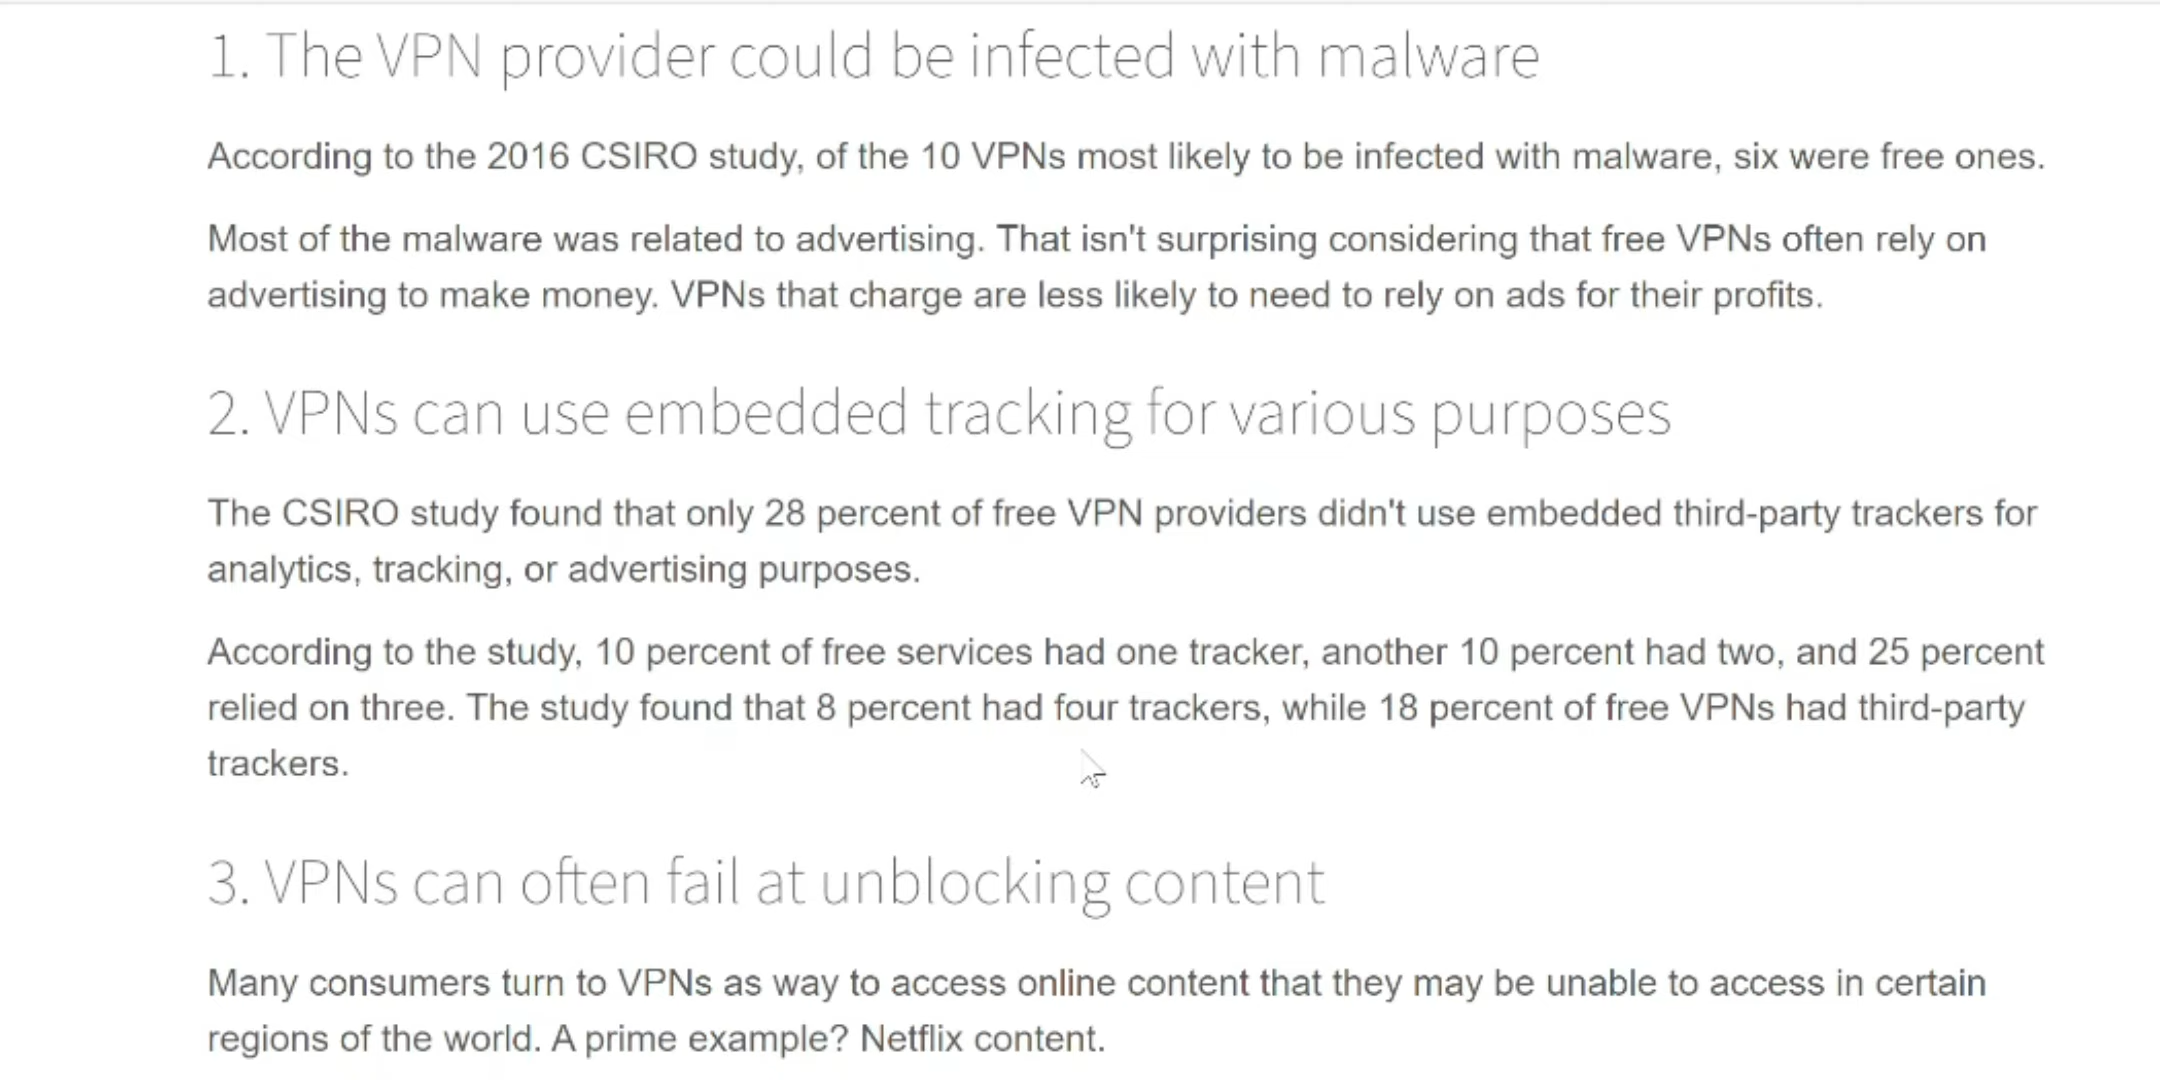 1. The VPN provider could be infected with malware
According to the 2016 CSIRO study, of the 10 VPNs most likely to be infected with malware, six were free ones.
Most of the malware was related to advertising. That isn't surprising considering that free VPNs often rely on
advertising to make money. VPNs that charge are less likely to need to rely on ads for their profits.
2. VPNs can use embedded tracking for various purposes
The CSIRO study found that only 28 percent of free VPN providers didn't use embedded third-party trackers for
analytics, tracking, or advertising purposes.
According to the study, 10 percent of free services had one tracker, another 10 percent had two, and 25 percent
relied on three. The study found that 8 percent had four trackers, while 18 percent of free VPNs had third-party
trackers.
3. VPNs can often fail at unblocking content
Many consumers turn to VPNs as way to access online content that they may be unable to access in certain
regions of the world. A prime example? Netflix content.